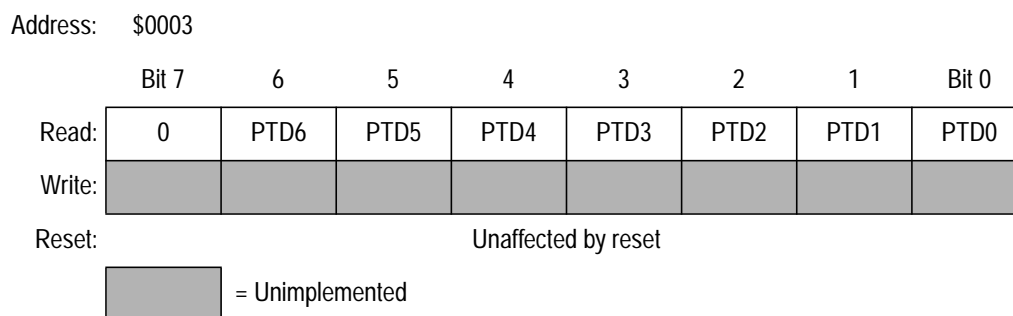 Address: $0003
Bit 7 6 5 4 3 2 1 Bit 0
Read: 0 PTD6 PTD5 PTD4 PTD3 PTD2 PTD1 PTD0
Write:
Reset: Unaffected by reset
= Unimplemented